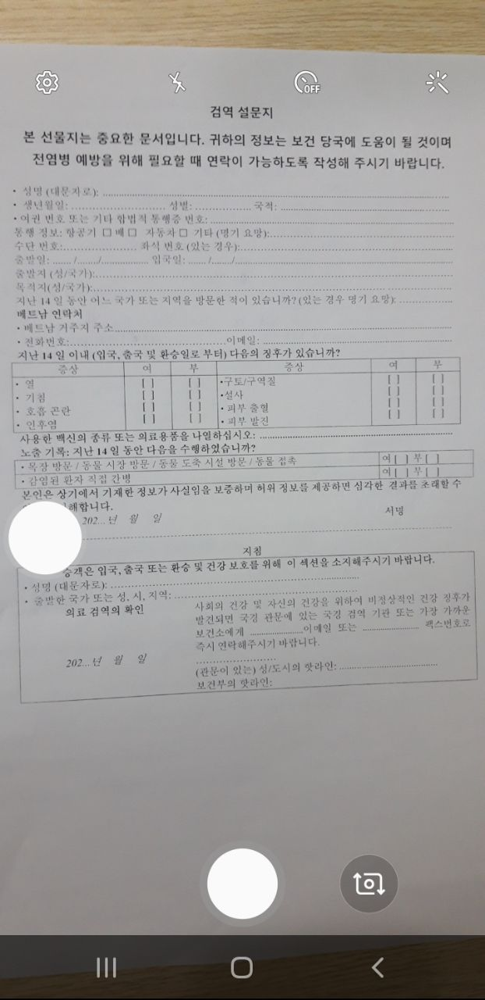 OFF
검역 설문지
본 선물지는 중요한 문서입니다. 귀하의 정보는 보건 당국에 도움이 될 것이며
전염병 예방을 위해 필요할 때 연락이 가능하도록 작성해 주시기 바랍니다.
• 성명 (대문자로): ........................................
• 생년월일: ........................... 성별: ................ 국적: ........................................
• 여권 번호 또는 기타 합법적 통행증 번호: ........................................
통행 정보: 항공기 □ 배 □ 자동차 □ 기타 (명기 요망):........................................
수단 번호:..................... 좌석 번호 (있는 경우):........................................
출발일: ....... /......../............... 입국일: ....... /......../........................................
출발지 (성/국가):........................................
목적지(성/국가):........................................
지난 14 일 동안 어느 국가 또는 지역을 방문한 적이 있습니까? (있는 경우 명기 요망): .................
베트남 연락처
• 베트남 거주지 주소........................................
• 전화번호:........................................이메일: ........................................
지난 14 일 이내 (입국, 출국 및 환승일로 부터) 다음의 징후가 있습니까?
증상 여 부 증상 여 부
• 열 [ ] [ ] •구토/구역질 [ ] [ ]
• 기침 [ ] [ ] •설사 [ ] [ ]
• 호흡 곤란 [ ] [ ] • 피부 출혈 [ ] [ ]
• 인후염 [ ] [ ] • 피부 발진 [ ] [ ]
사용한 백신의 종류 또는 의료용품을 나열하십시오: ........................................
노출 기록: 지난 14 일 동안 다음을 수행하였습니까?
• 목장 방문 / 동물 시장 방문 / 동물 도축 시설 방문 / 동물 접촉 여 [ ] 부 [ ]
• 감염된 환자 직접 간병 여 [ ] 부 [ ]
본인은 상기에서 기재한 정보가 사실임을 보증하며 허위 정보를 제공하면 심각한 결과를 초래할 수
해합니다.
202... 년 월 일 서명
........................................
지침
승객은 입국, 출국 또는 환승 및 건강 보호를 위해 이 섹션을 소지해주시기 바랍니다.
• 성명 (대문자로): ........................................
• 출발한 국가 또는 성, 시, 지역: ........................................
의료 검역의 확인
사회의 건강 및 자신의 건강을 위하여 비정상적인 건강 징후가
발견되면 국경 관문에 있는 국경 검역 기관 또는 가장 가까운
보건소에게 .....................이메일 또는 ..................... 팩스번호로
즉시 연락해주시기 바랍니다.
202... 년 월 일
........................
(관문이 있는) 성/도시의 핫라인: ........................................
보건부의 핫라인: